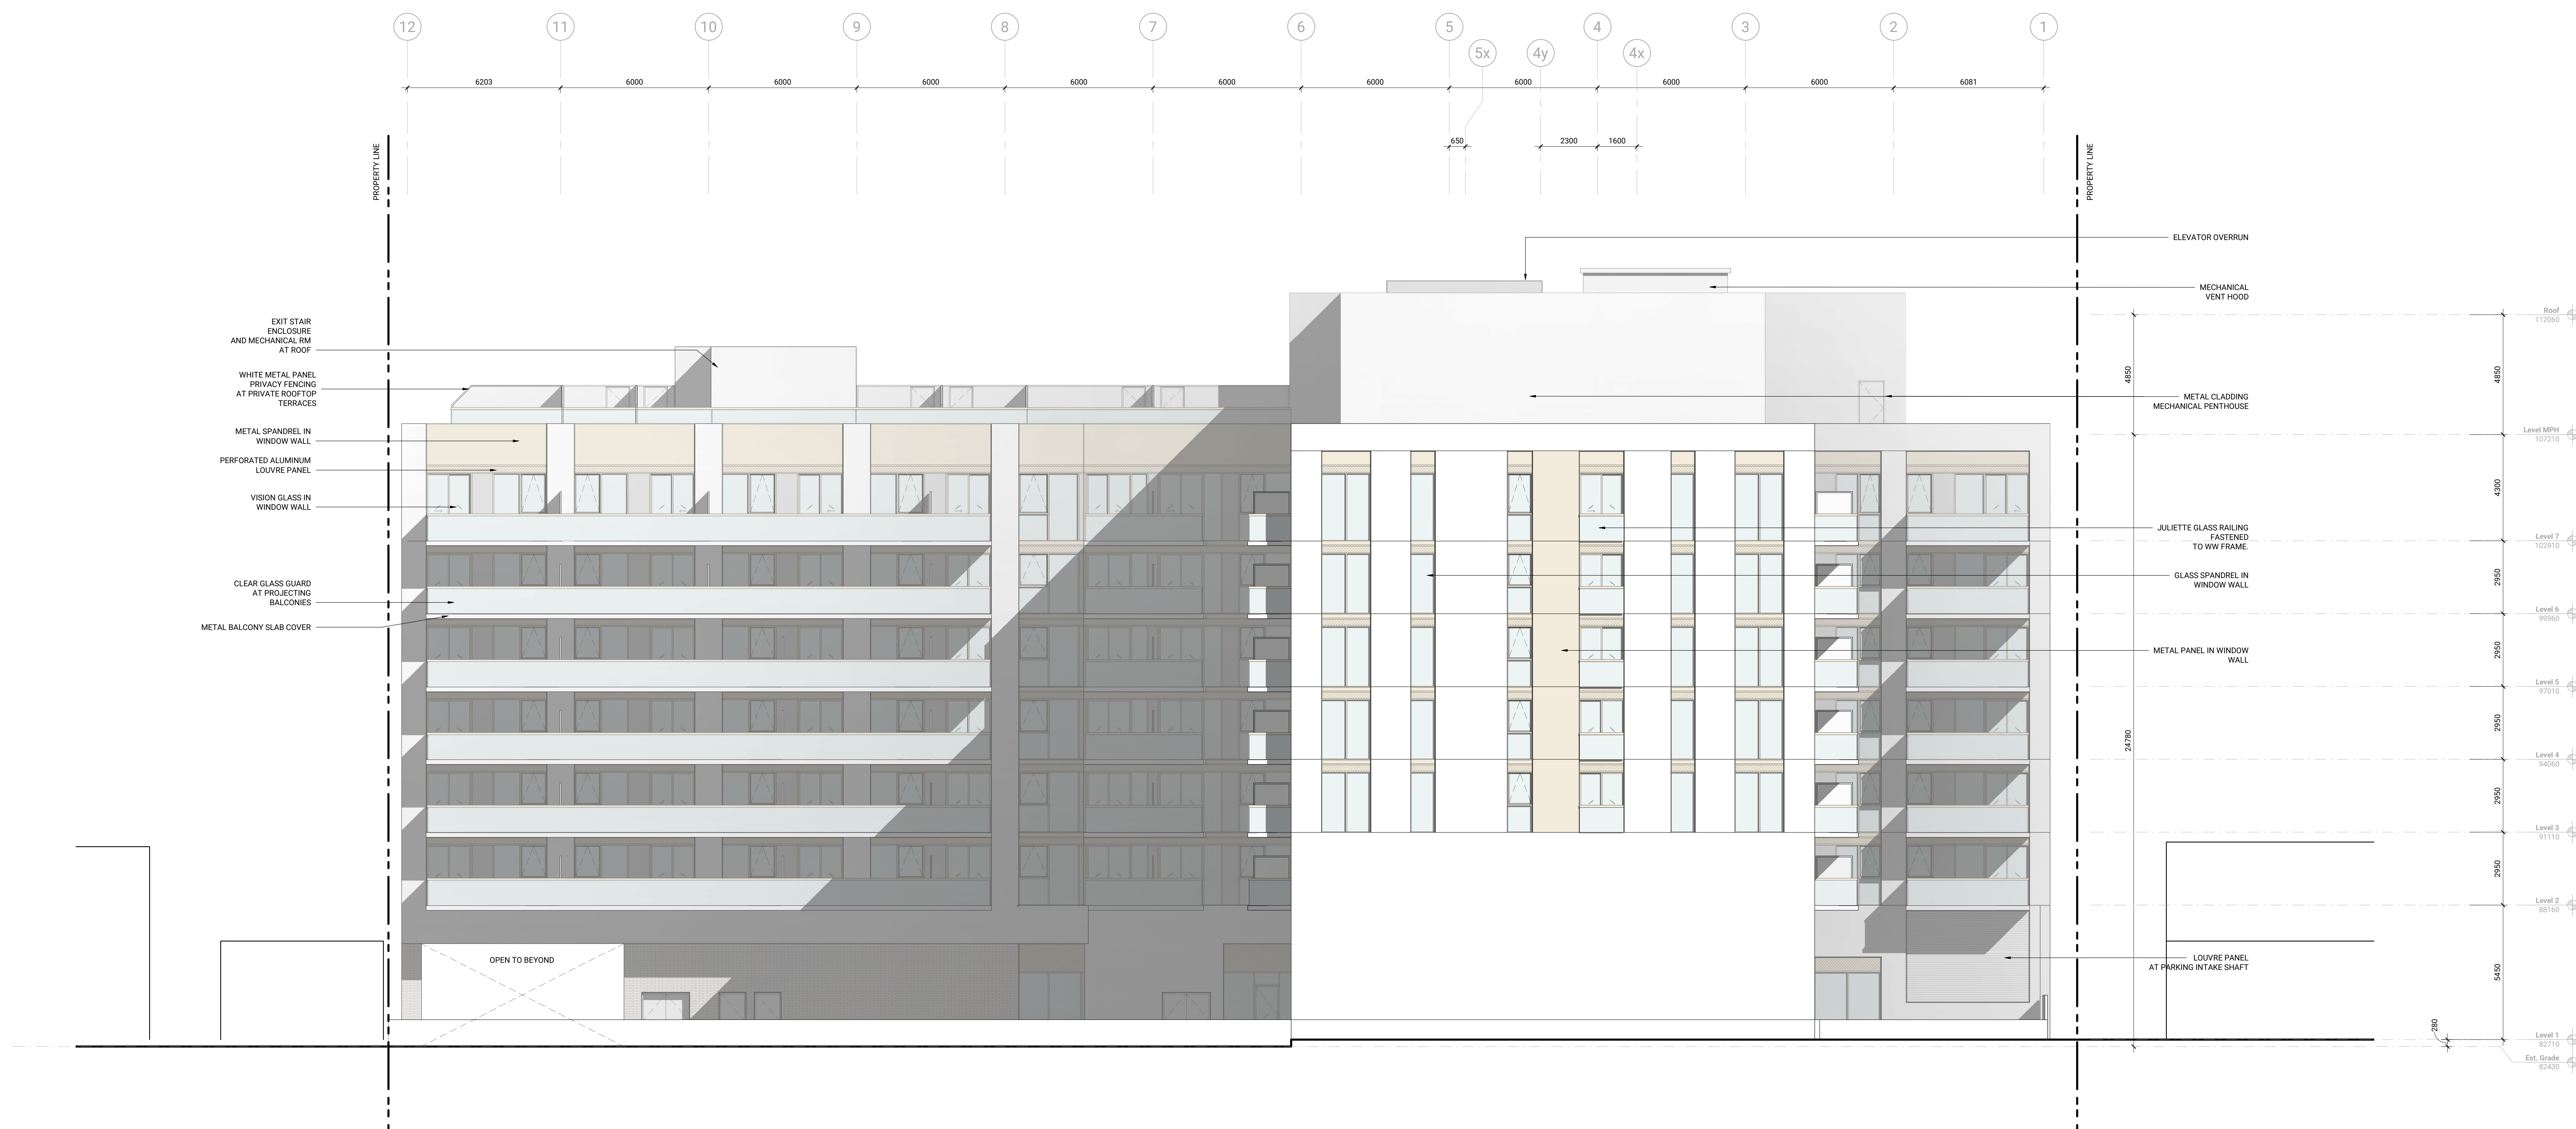 12
11
10
9
8
7
6
5
4
3
2
1
5x
4y
4x
6203
6000
6000
6000
6000
6000
6000
6000
6000
6000
6081
650
2300
1600
PROPERTY LINE
PROPERTY LINE
EXIT STAIR
ENCLOSURE
AND MECHANICAL RM
AT ROOF
WHITE METAL PANEL
PRIVACY FENCING
AT PRIVATE ROOFTOP
TERRACES
METAL SPANDREL IN
WINDOW WALL
PERFORATED ALUMINUM
LOUVRE PANEL
VISION GLASS IN
WINDOW WALL
CLEAR GLASS GUARD
AT PROJECTING
BALCONIES
METAL BALCONY SLAB COVER
OPEN TO BEYOND
ELEVATOR OVERRUN
MECHANICAL
VENT HOOD
METAL CLADDING
MECHANICAL PENTHOUSE
JULIETTE GLASS RAILING
FASTENED
TO WW FRAME.
GLASS SPANDREL IN
WINDOW WALL
METAL PANEL IN WINDOW
WALL
LOUVRE PANEL
AT PARKING INTAKE SHAFT
4850
24780
4850
4300
2950
2950
2950
2950
2950
5450
280
Roof
112060
Level MPH
107210
Level 7
102910
Level 6
99960
Level 5
97010
Level 4
94060
Level 3
91110
Level 2
88160
Level 1
82710
Est. Grade
82430